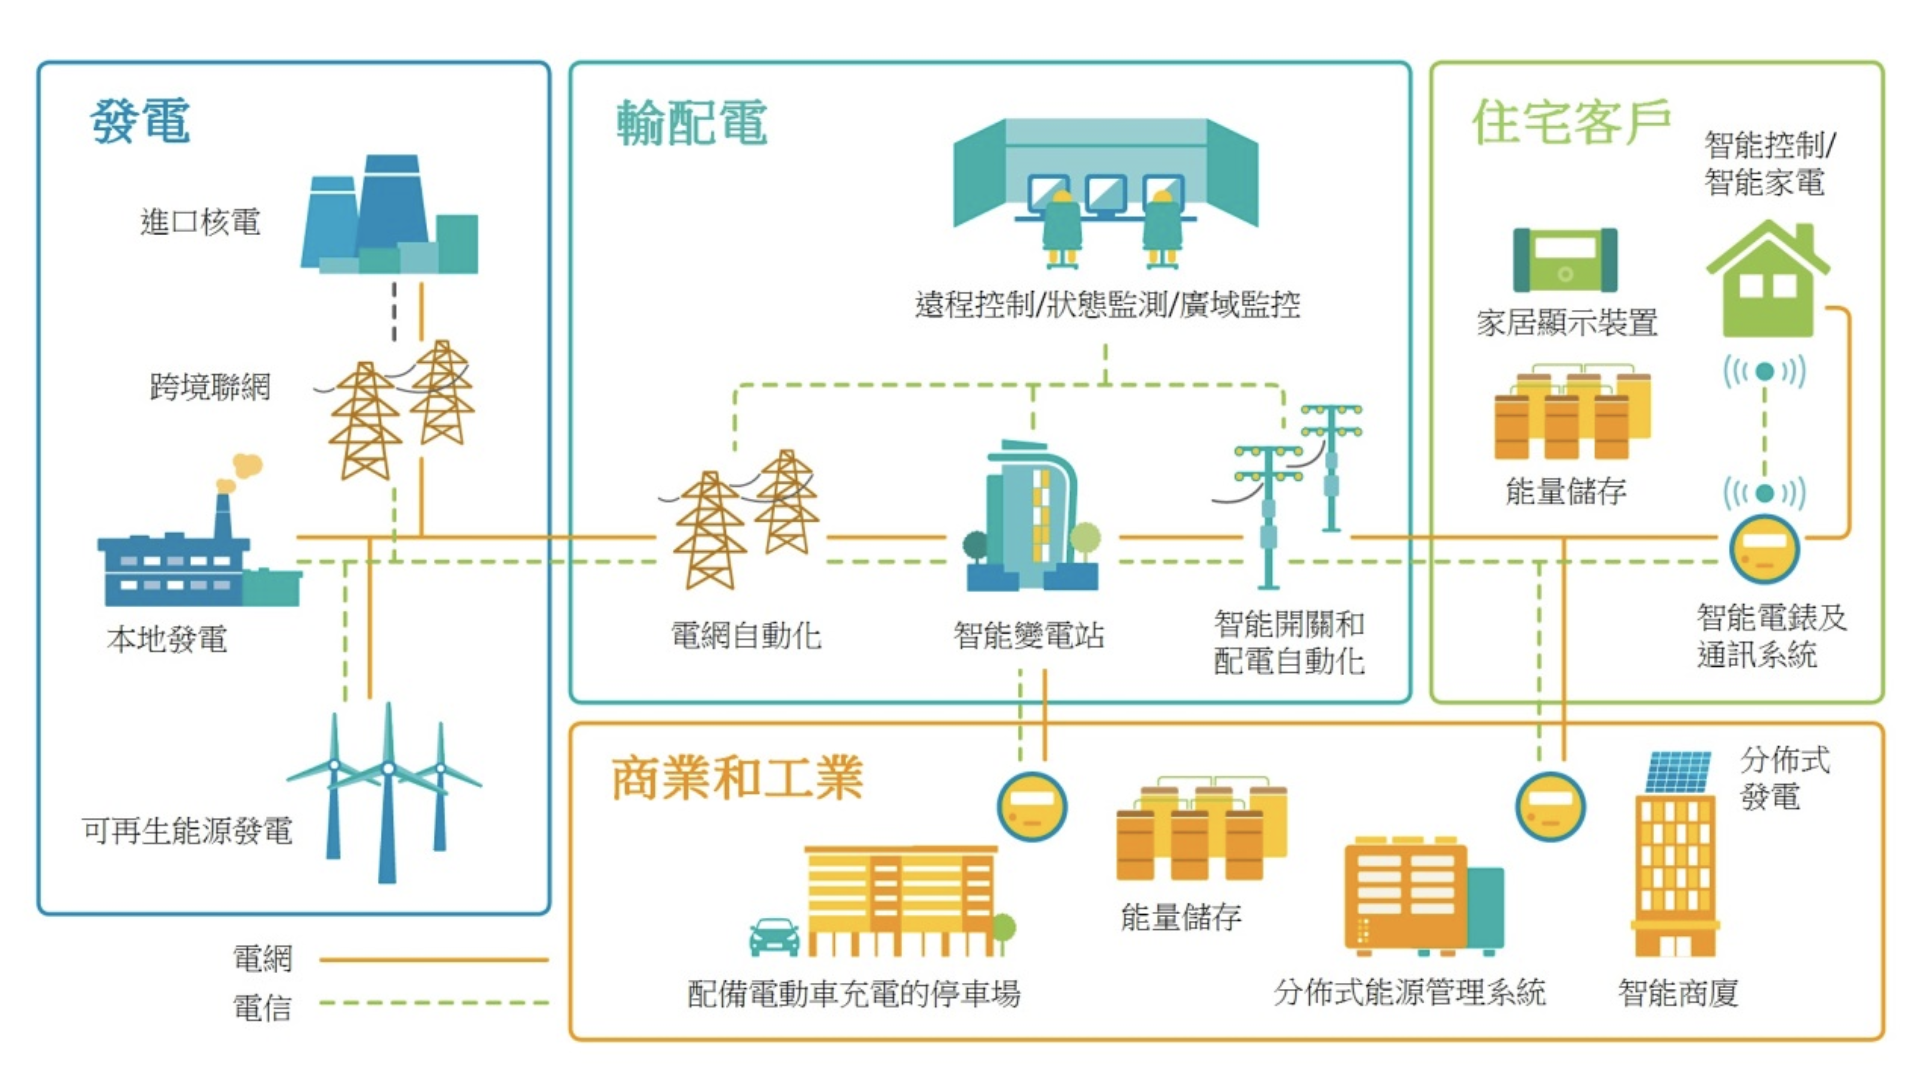 發電
進口核電
跨境聯網
本地發電
可再生能源發電
電網
電信
輸配電
遠程控制/狀態監測/廣域監控
電網自動化
智能變電站
智能開關和
配電自動化
住宅客戶
智能控制/
智能家電
家居顯示裝置
能量儲存
智能電錶及
通訊系統
商業和工業
配備電動車充電的停車場
能量儲存
分佈式能源管理系統
分佈式
發電
智能商廈